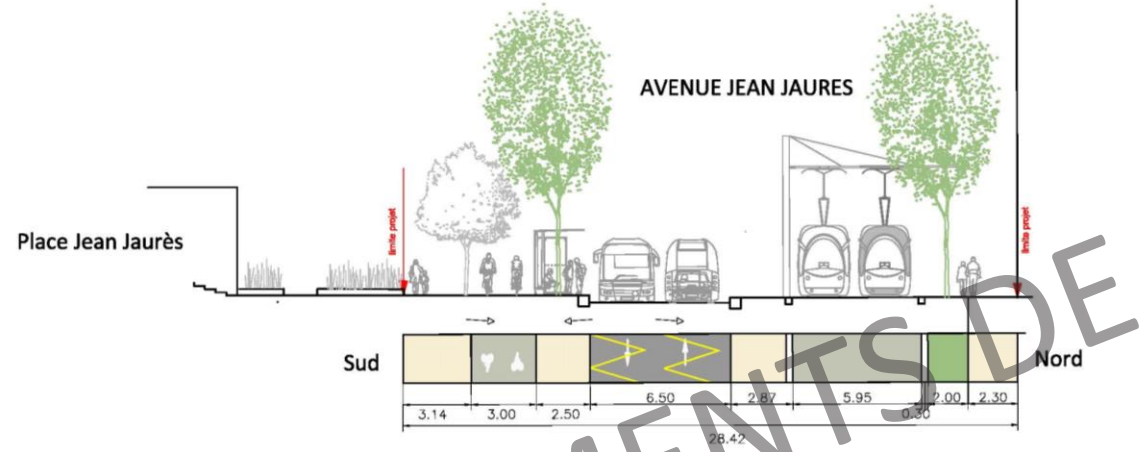 AVENUE JEAN JAURES
Place Jean Jaurès
limite projet
limite projet
Sud
Nord
3.14
3.00
2.50
6.50
2.87
5.95
0.30
2.00
2.30
28.42
MENTS DE